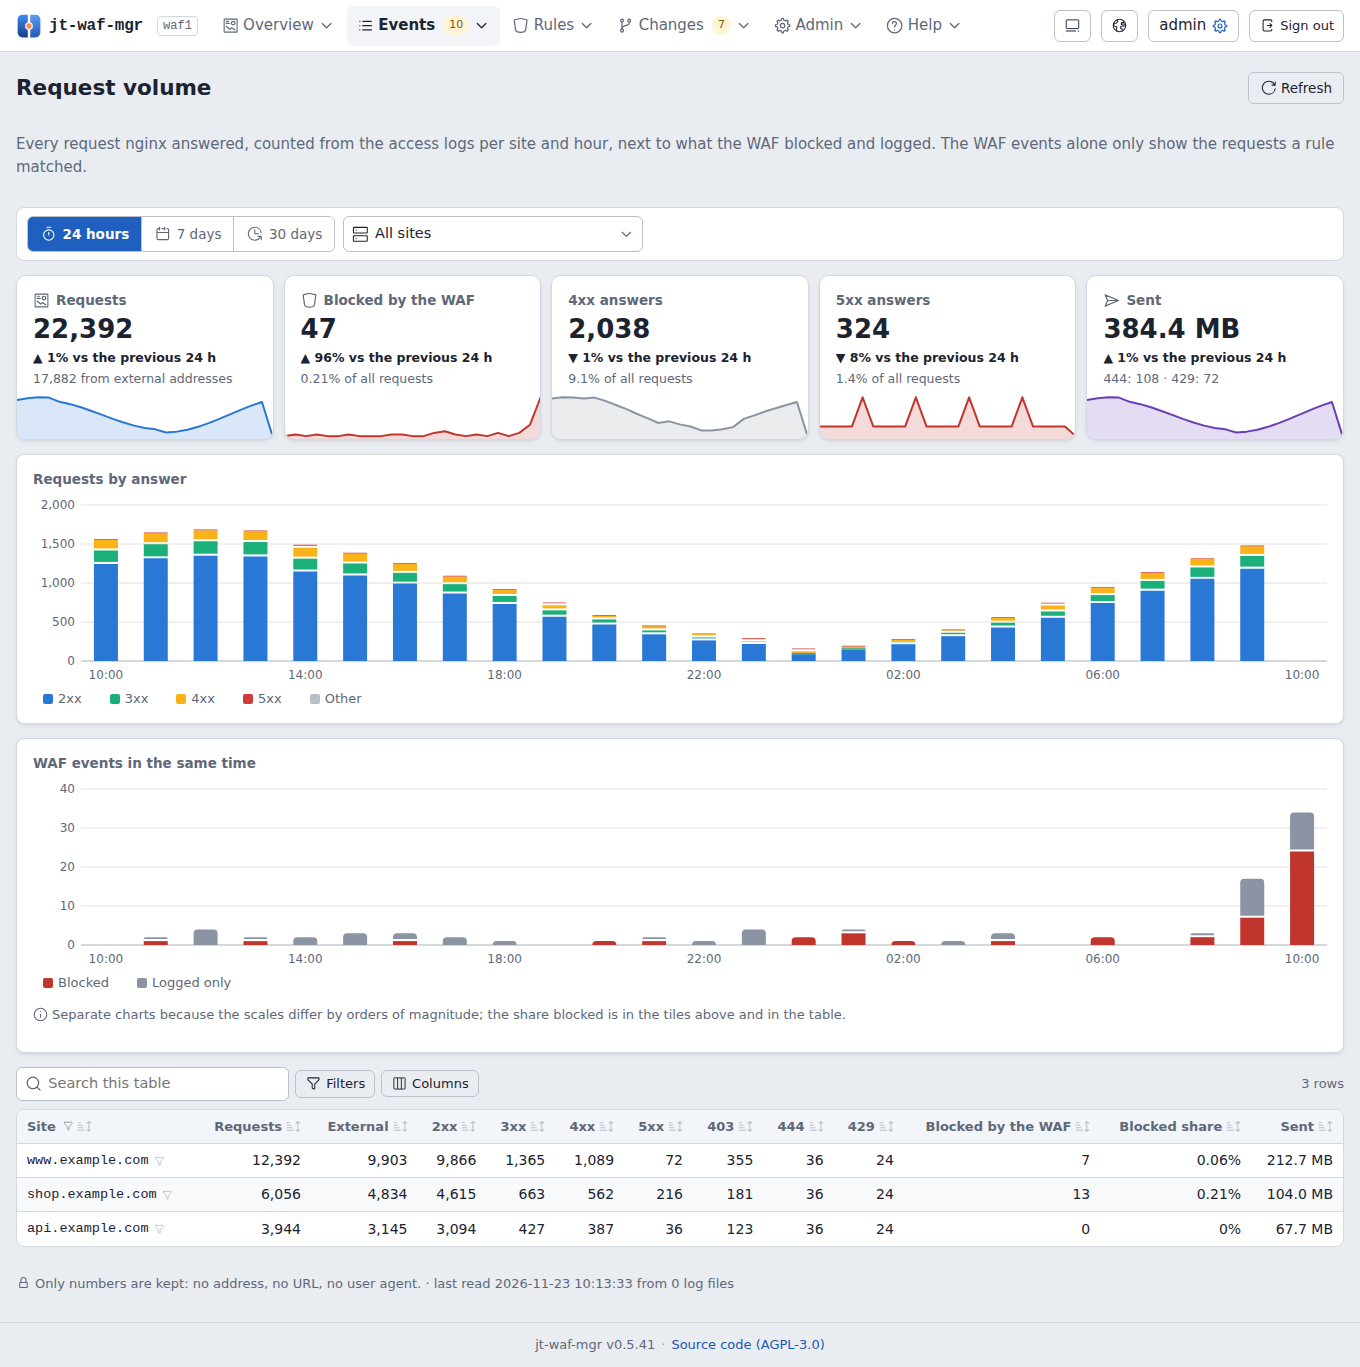 jt-waf-mgr waf1 Overview Events 10 Rules Changes 7 Admin Help admin Sign out
Request volume
Refresh
Every request nginx answered, counted from the access logs per site and hour, next to what the WAF blocked and logged. The WAF events alone only show the requests a rule
matched.
24 hours 7 days 30 days All sites
Requests
22,392
▲ 1% vs the previous 24 h
17,882 from external addresses
Blocked by the WAF
47
▲ 96% vs the previous 24 h
0.21% of all requests
4xx answers
2,038
▼ 1% vs the previous 24 h
9.1% of all requests
5xx answers
324
▼ 8% vs the previous 24 h
1.4% of all requests
Sent
384.4 MB
▲ 1% vs the previous 24 h
444: 108 · 429: 72
Requests by answer
2,000
1,500
1,000
500
0
10:00 14:00 18:00 22:00 02:00 06:00 10:00
2xx 3xx 4xx 5xx Other
WAF events in the same time
40
30
20
10
0
10:00 14:00 18:00 22:00 02:00 06:00 10:00
Blocked Logged only
Separate charts because the scales differ by orders of magnitude; the share blocked is in the tiles above and in the table.
Search this table Filters Columns 3 rows
Site Requests External 2xx 3xx 4xx 5xx 403 444 429 Blocked by the WAF Blocked share Sent
www.example.com 12,392 9,903 9,866 1,365 1,089 72 355 36 24 7 0.06% 212.7 MB
shop.example.com 6,056 4,834 4,615 663 562 216 181 36 24 13 0.21% 104.0 MB
api.example.com 3,944 3,145 3,094 427 387 36 123 36 24 0 0% 67.7 MB
Only numbers are kept: no address, no URL, no user agent. · last read 2026-11-23 10:13:33 from 0 log files
jt-waf-mgr v0.5.41 · Source code (AGPL-3.0)